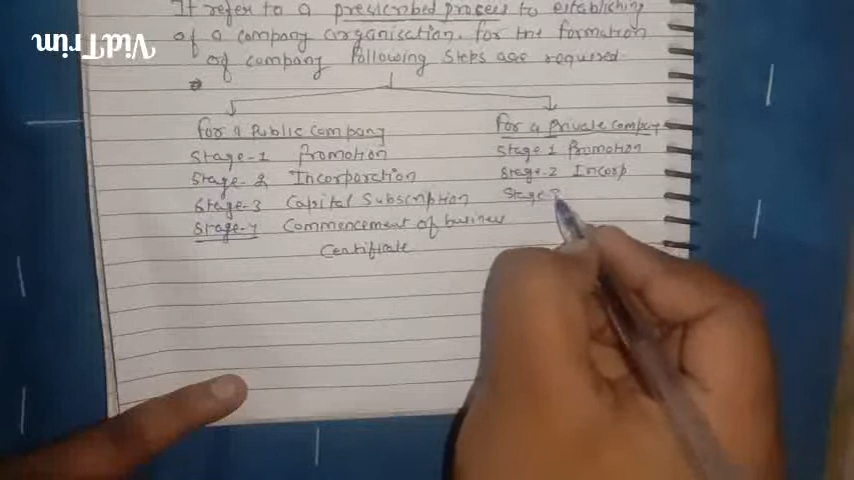 It refer to a prescribed process to establishing
of a company organisation. for the formation
of company following steps are required
for a Public company
Stage-1 Promotion
Stage-2 Incorporation
Stage-3 Capital Subscription
Stage-4 Commencement of business
Certificate
for a Private company
Stage 1 Promotion
Stage-2 Incorp
Stage
VidTrim